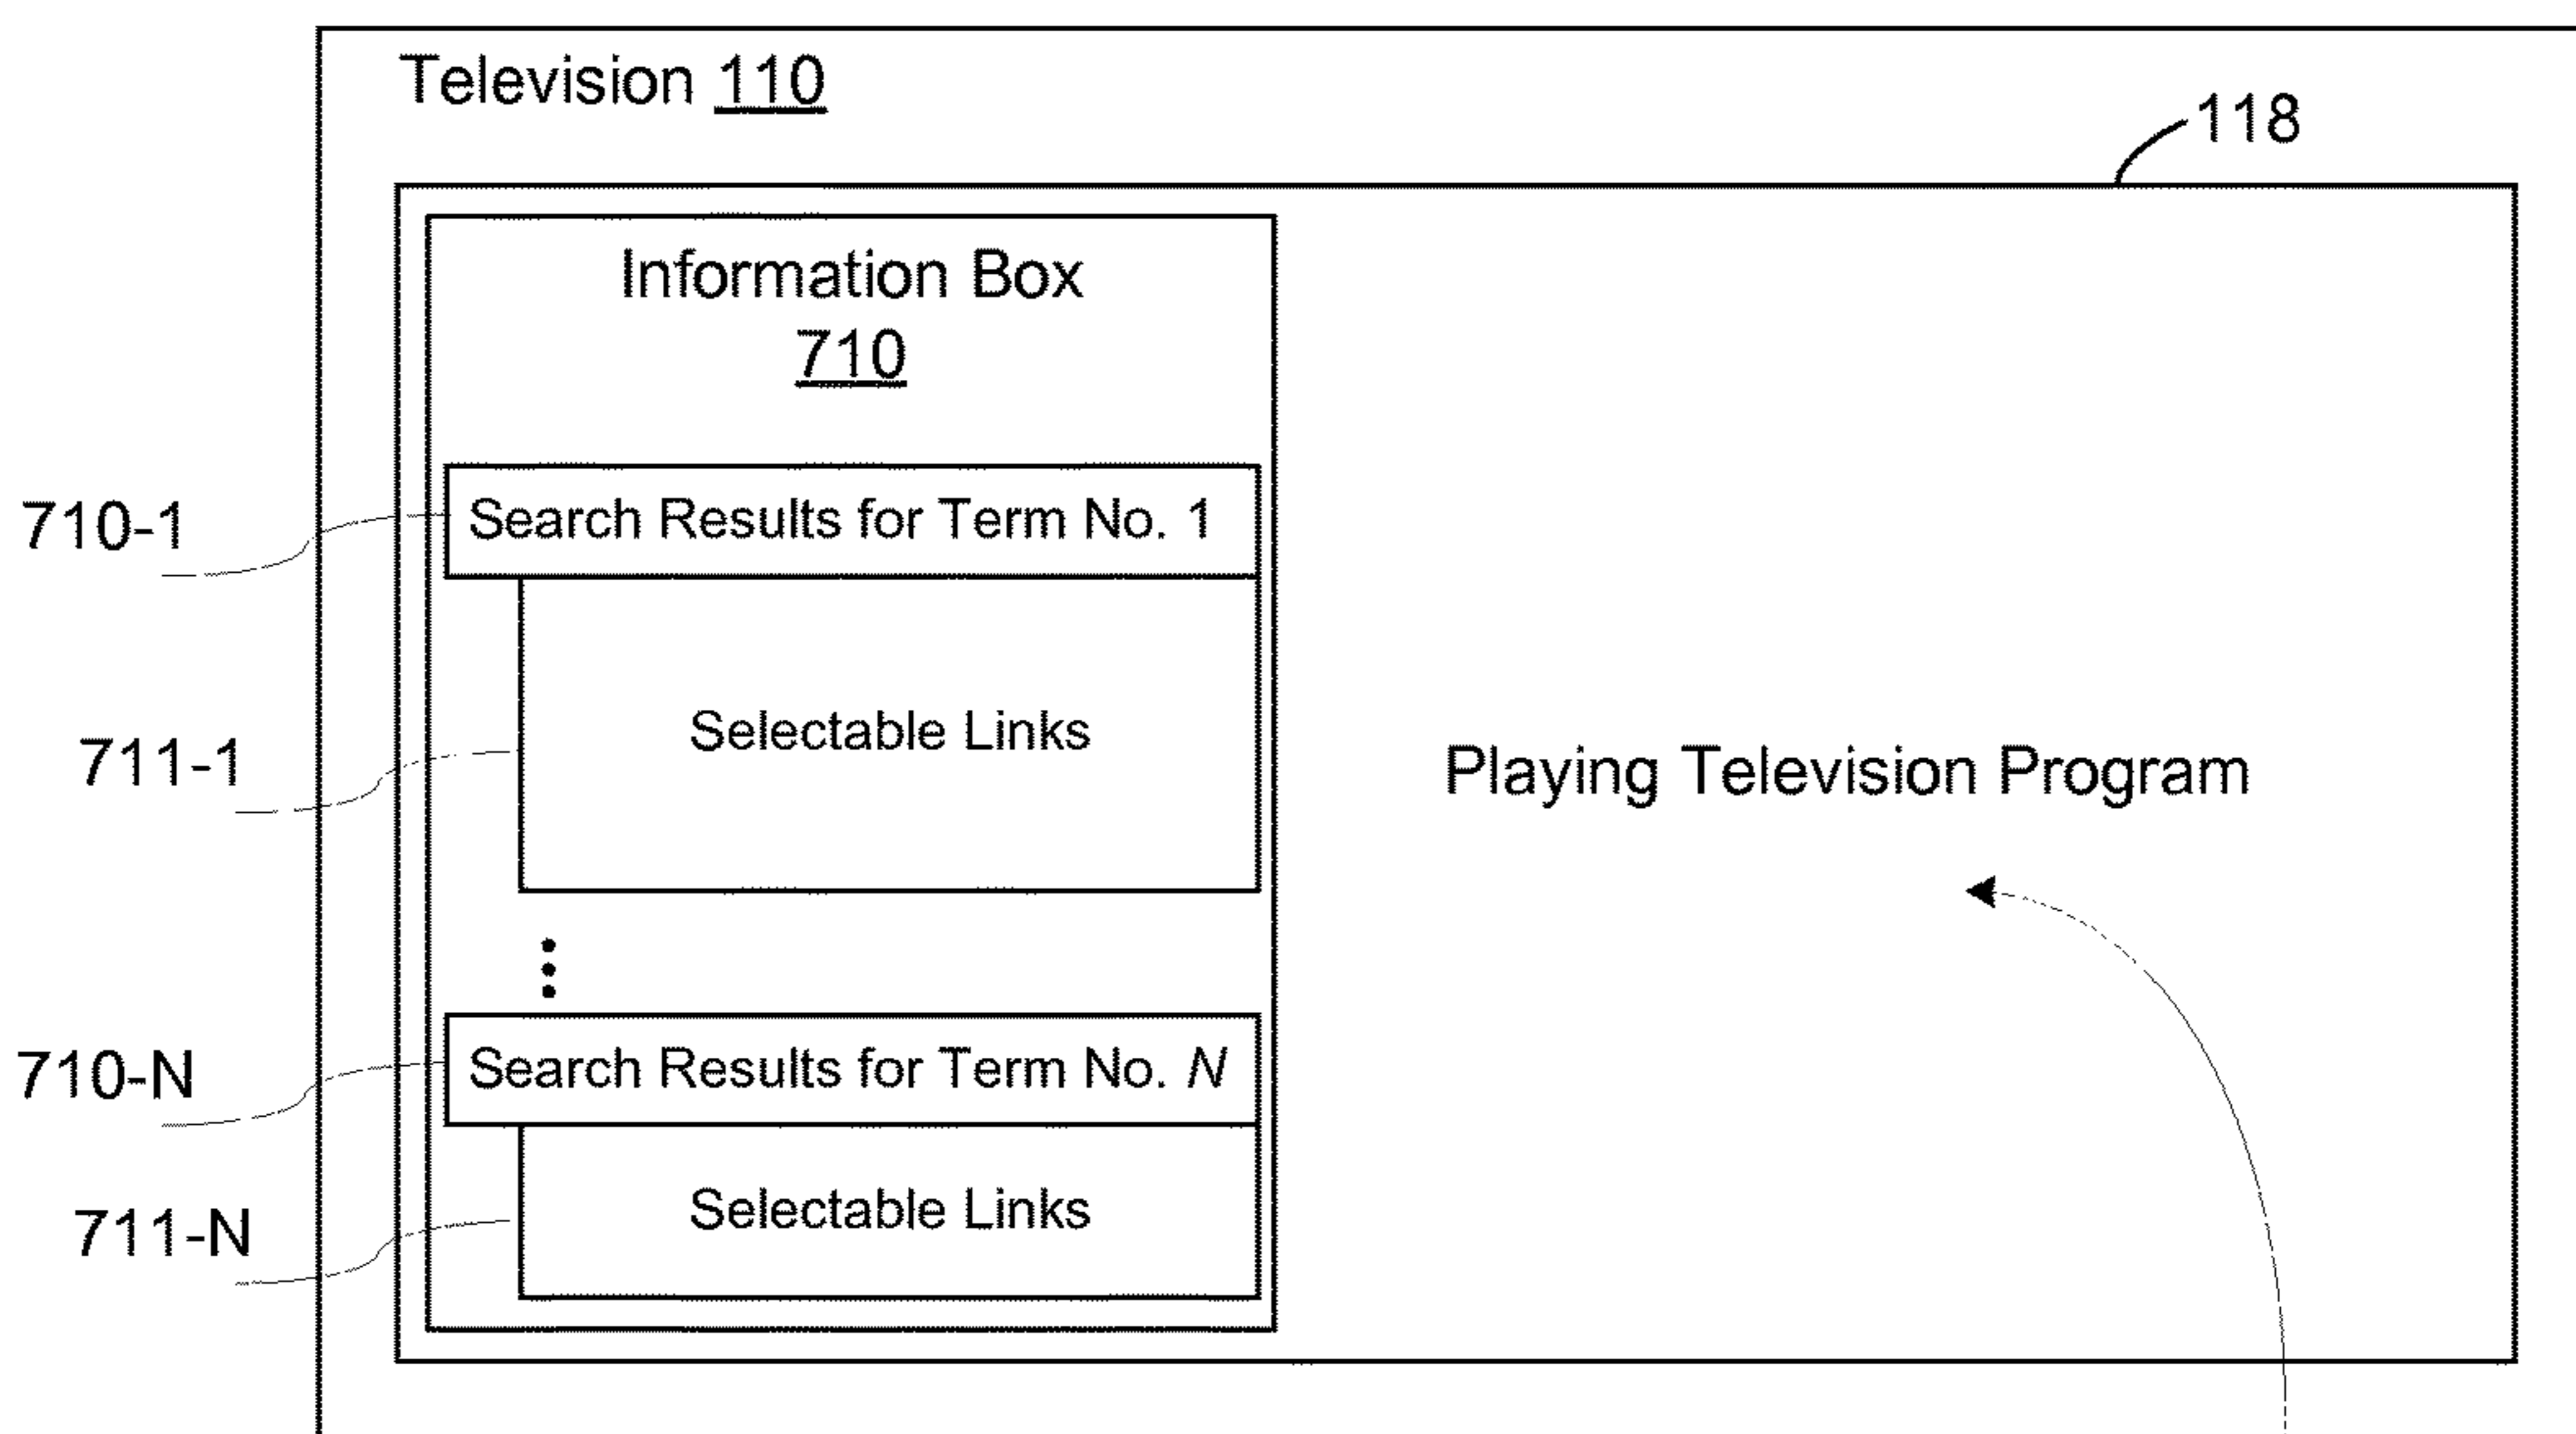 Television 110
118
Information Box
710
710-1
Search Results for Term No. 1
711-1
Selectable Links
Playing Television Program
710-N
Search Results for Term No. N
711-N
Selectable Links